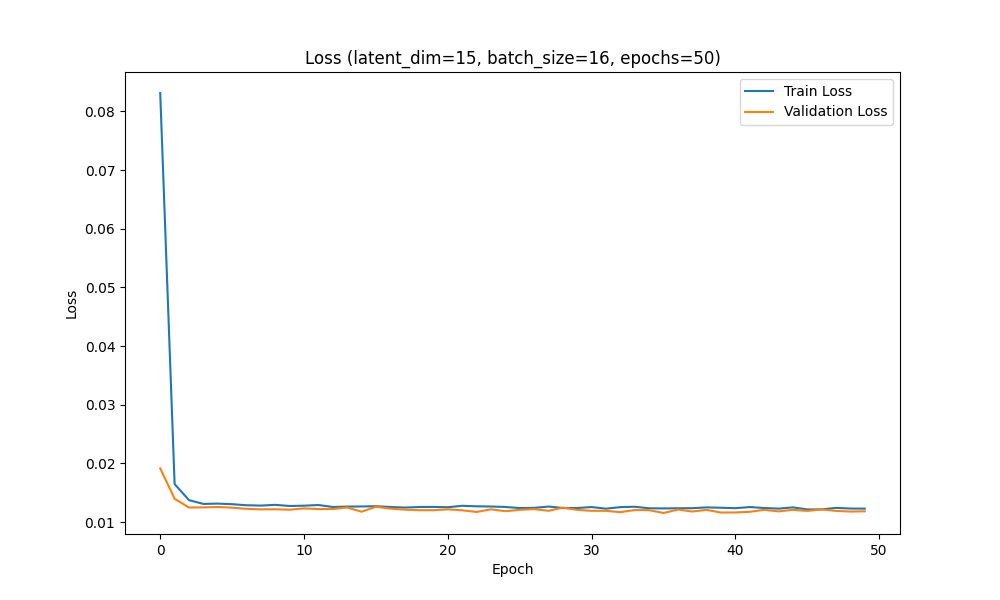 Loss (latent_dim=15, batch_size=16, epochs=50)
Train Loss
Validation Loss
0.08
0.07
0.06
0.05
0.04
0.03
0.02
0.01
Loss
0
10
20
30
40
50
Epoch